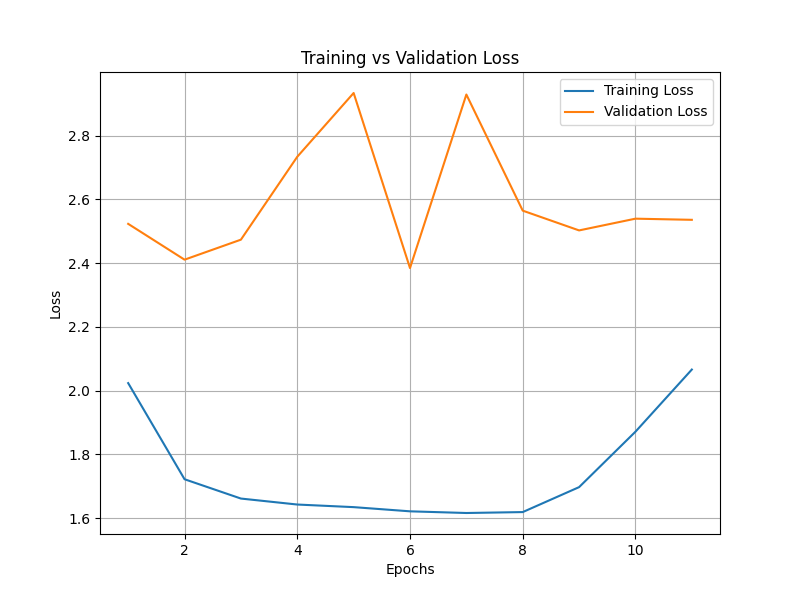 Training vs Validation Loss
Training Loss
Validation Loss
2.8
2.6
2.4
2.2
2.0
1.8
1.6
Loss
2 4 6 8 10
Epochs